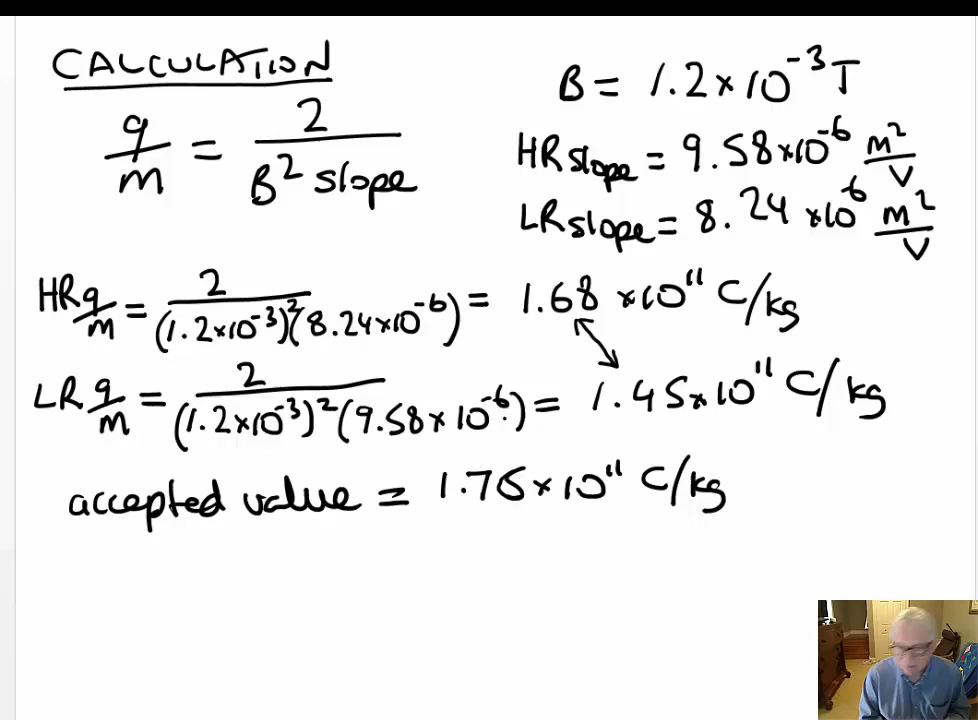 CALCULATION
q/m = 2/(B² slope)
B = 1.2×10⁻³ T
HR slope = 9.58×10⁻⁶ m²/V
LR slope = 8.24×10⁻⁶ m²/V
HR q/m = 2/((1.2×10⁻³)²(8.24×10⁻⁶)) = 1.68×10¹¹ C/kg
LR q/m = 2/((1.2×10⁻³)²(9.58×10⁻⁶)) = 1.45×10¹¹ C/kg
accepted value = 1.76×10¹¹ C/kg